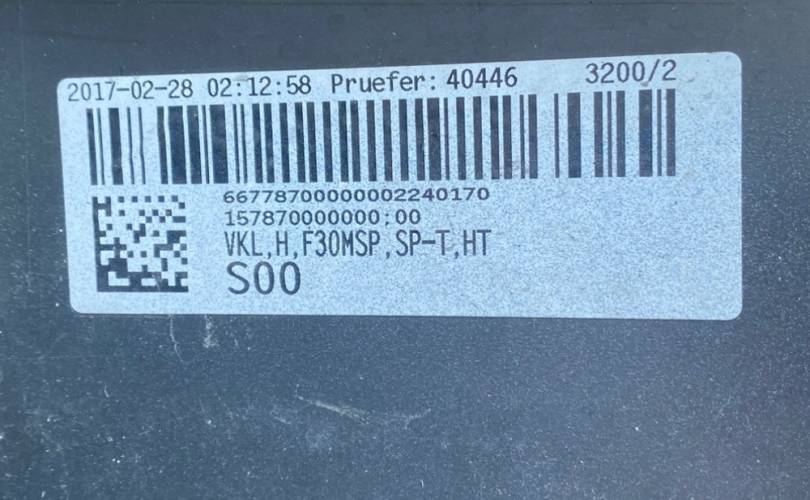 2017-02-28 02:12:58 Pruefer: 40446 3200/2
66778700000002240170
157870000000;00
VKL,H,F30MSP,SP-T,HT
S00